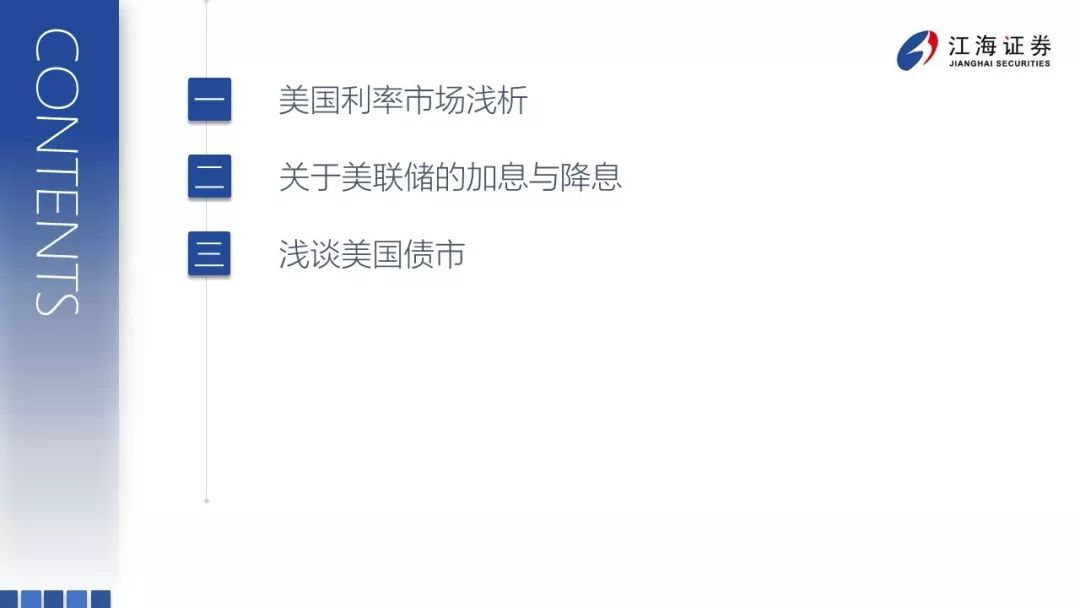 CONTENTS
江海证券
JIANGHAI SECURITIES
一 美国利率市场浅析
二 关于美联储的加息与降息
三 浅谈美国债市